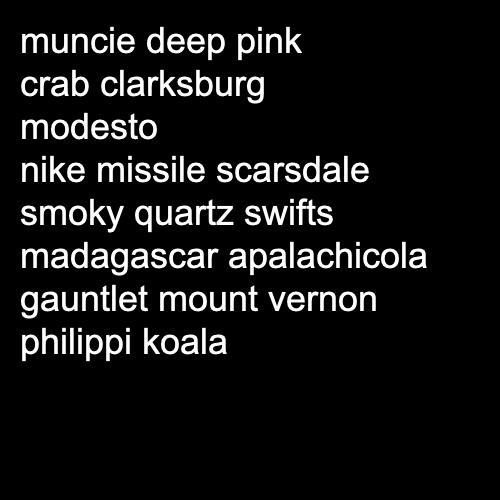 muncie deep pink
crab clarksburg
modesto
nike missile scarsdale
smoky quartz swifts
madagascar apalachicola
gauntlet mount vernon
philippi koala